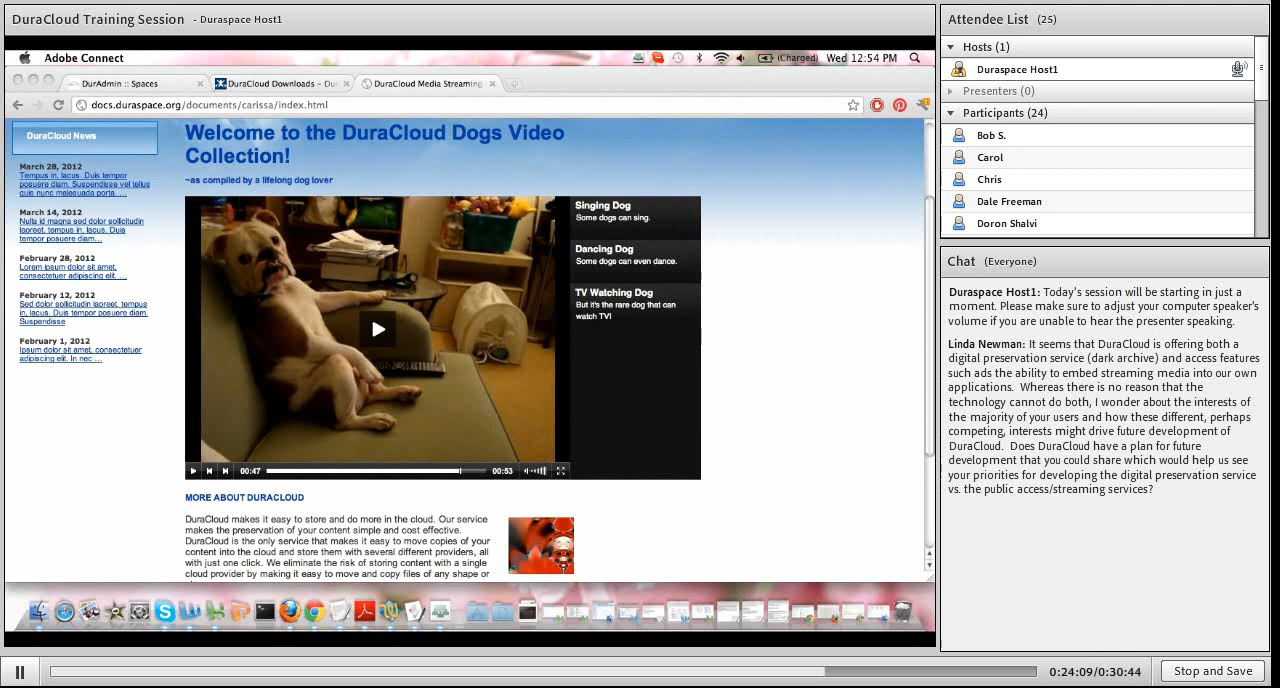 DuraCloud Training Session - Duraspace Host1
Adobe Connect
(Charged) Wed 12:54 PM
DurAdmin :: Spaces
DuraCloud Downloads - Du
DuraCloud Media Streaming
docs.duraspace.org/documents/carissa/index.html
DuraCloud News
March 28, 2012
Tempus in, lacus. Duis tempor
posuere diam. Suspendisse vel tellus
quis nunc malesuada porta. ...
March 14, 2012
Nulla id magna sed dolor sollicitudin
laoreet, tempus in, lacus. Duis
tempor posuere diam...
February 28, 2012
Lorem ipsum dolor sit amet,
consectetuer adipiscing elit. ...
February 12, 2012
Sed dolor sollicitudin laoreet, tempus
in, lacus. Duis tempor posuere diam.
Suspendisse
February 1, 2012
Ipsum dolor sit amet, consectetuer
adipiscing elit. In nec ...
Welcome to the DuraCloud Dogs Video
Collection!
~as compiled by a lifelong dog lover
Singing Dog
Some dogs can sing.
Dancing Dog
Some dogs can even dance.
TV Watching Dog
But it's the rare dog that can
watch TV!
00:47
00:53
MORE ABOUT DURACLOUD
DuraCloud makes it easy to store and do more in the cloud. Our service
makes the preservation of your content simple and cost effective.
DuraCloud is the only service that makes it easy to move copies of your
content into the cloud and store them with several different providers, all
with just one click. We eliminate the risk of storing content with a single
cloud provider by making it easy to move and copy files of any shape or
Attendee List (25)
Hosts (1)
Duraspace Host1
Presenters (0)
Participants (24)
Bob S.
Carol
Chris
Dale Freeman
Doron Shalvi
Chat (Everyone)
Duraspace Host1: Today's session will be starting in just a
moment. Please make sure to adjust your computer speaker's
volume if you are unable to hear the presenter speaking.
Linda Newman: It seems that DuraCloud is offering both a
digital preservation service (dark archive) and access features
such ads the ability to embed streaming media into our own
applications. Whereas there is no reason that the
technology cannot do both, I wonder about the interests of
the majority of your users and how these different, perhaps
competing, interests might drive future development of
DuraCloud. Does DuraCloud have a plan for future
development that you could share which would help us see
your priorities for developing the digital preservation service
vs. the public access/streaming services?
0:24:09/0:30:44
Stop and Save